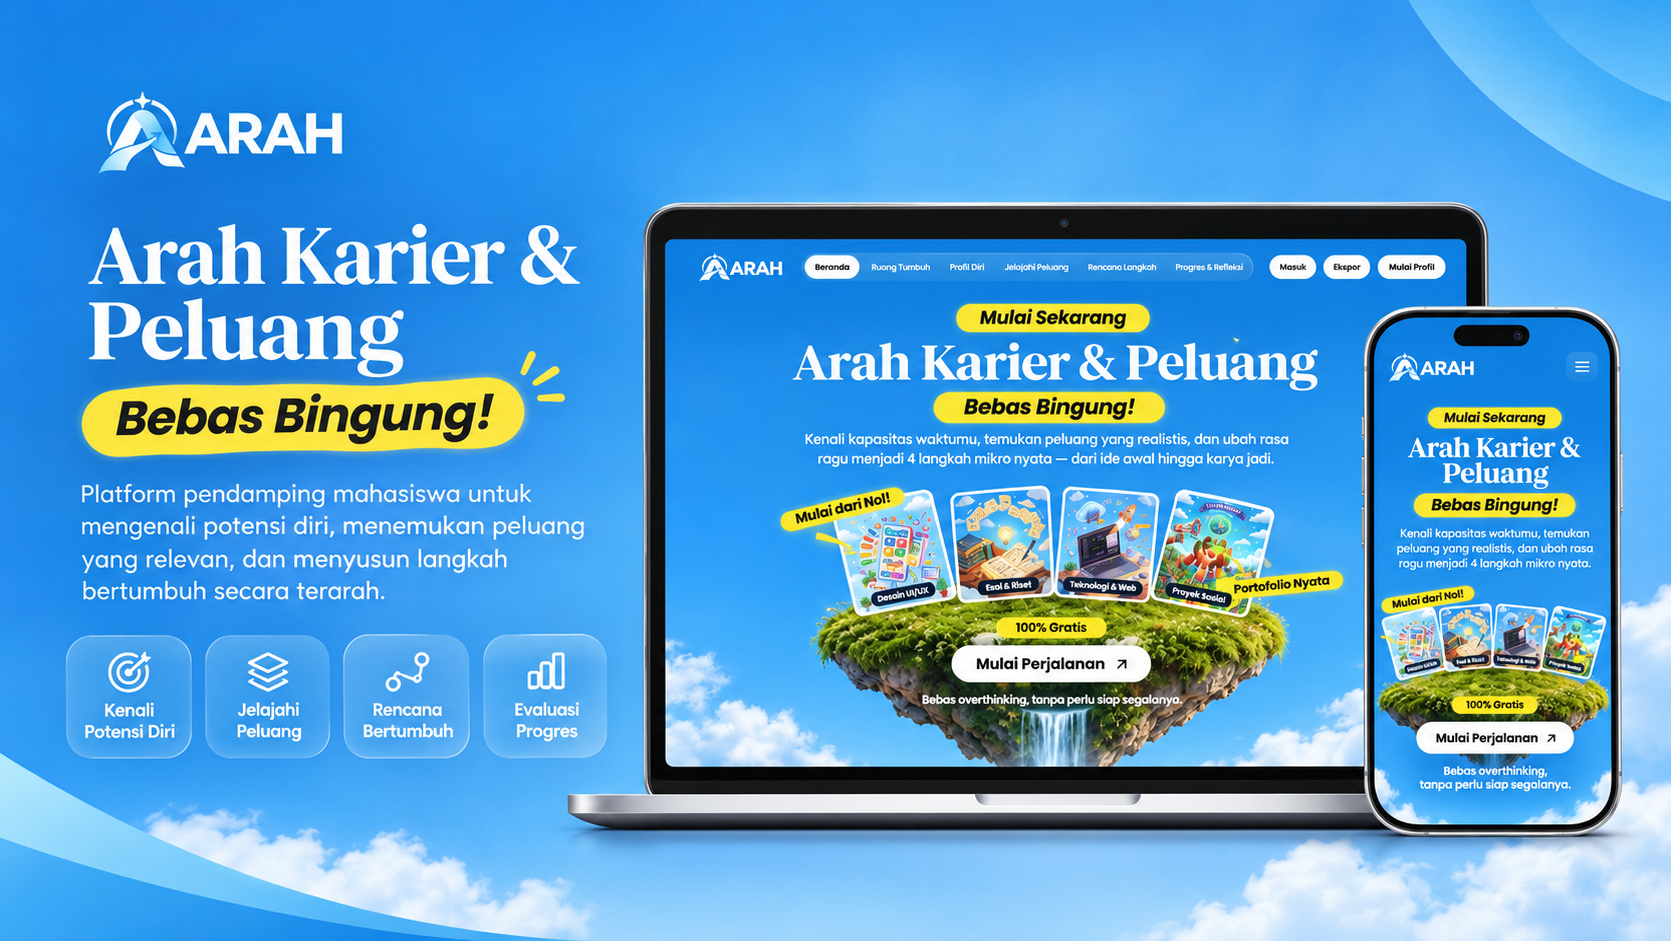 ARAH
Arah Karier &
Peluang
Bebas Bingung!
Platform pendamping mahasiswa untuk
mengenali potensi diri, menemukan peluang
yang relevan, dan menyusun langkah
bertumbuh secara terarah.
Kenali
Potensi Diri
Jelajahi
Peluang
Rencana
Bertumbuh
Evaluasi
Progres
ARAH
Beranda
Ruang Tumbuh
Profil Diri
Jelajahi Peluang
Rencana Langkah
Progres & Refleksi
Masuk
Ekspor
Mulai Profil
Mulai Sekarang
Arah Karier & Peluang
Bebas Bingung!
Kenali kapasitas waktumu, temukan peluang yang realistis, dan ubah rasa
ragu menjadi 4 langkah mikro nyata — dari ide awal hingga karya jadi.
Mulai dari Nol!
Desain UI/UX
Esai & Riset
Teknologi & Web
Proyek Sosial
Portofolio Nyata
100% Gratis
Mulai Perjalanan
Bebas overthinking, tanpa perlu siap segalanya.
ARAH
Mulai Sekarang
Arah Karier &
Peluang
Bebas Bingung!
Kenali kapasitas waktumu, temukan
peluang yang realistis, dan ubah rasa
ragu menjadi 4 langkah mikro nyata.
Mulai dari Nol!
100% Gratis
Mulai Perjalanan
Bebas overthinking,
tanpa perlu siap segalanya.